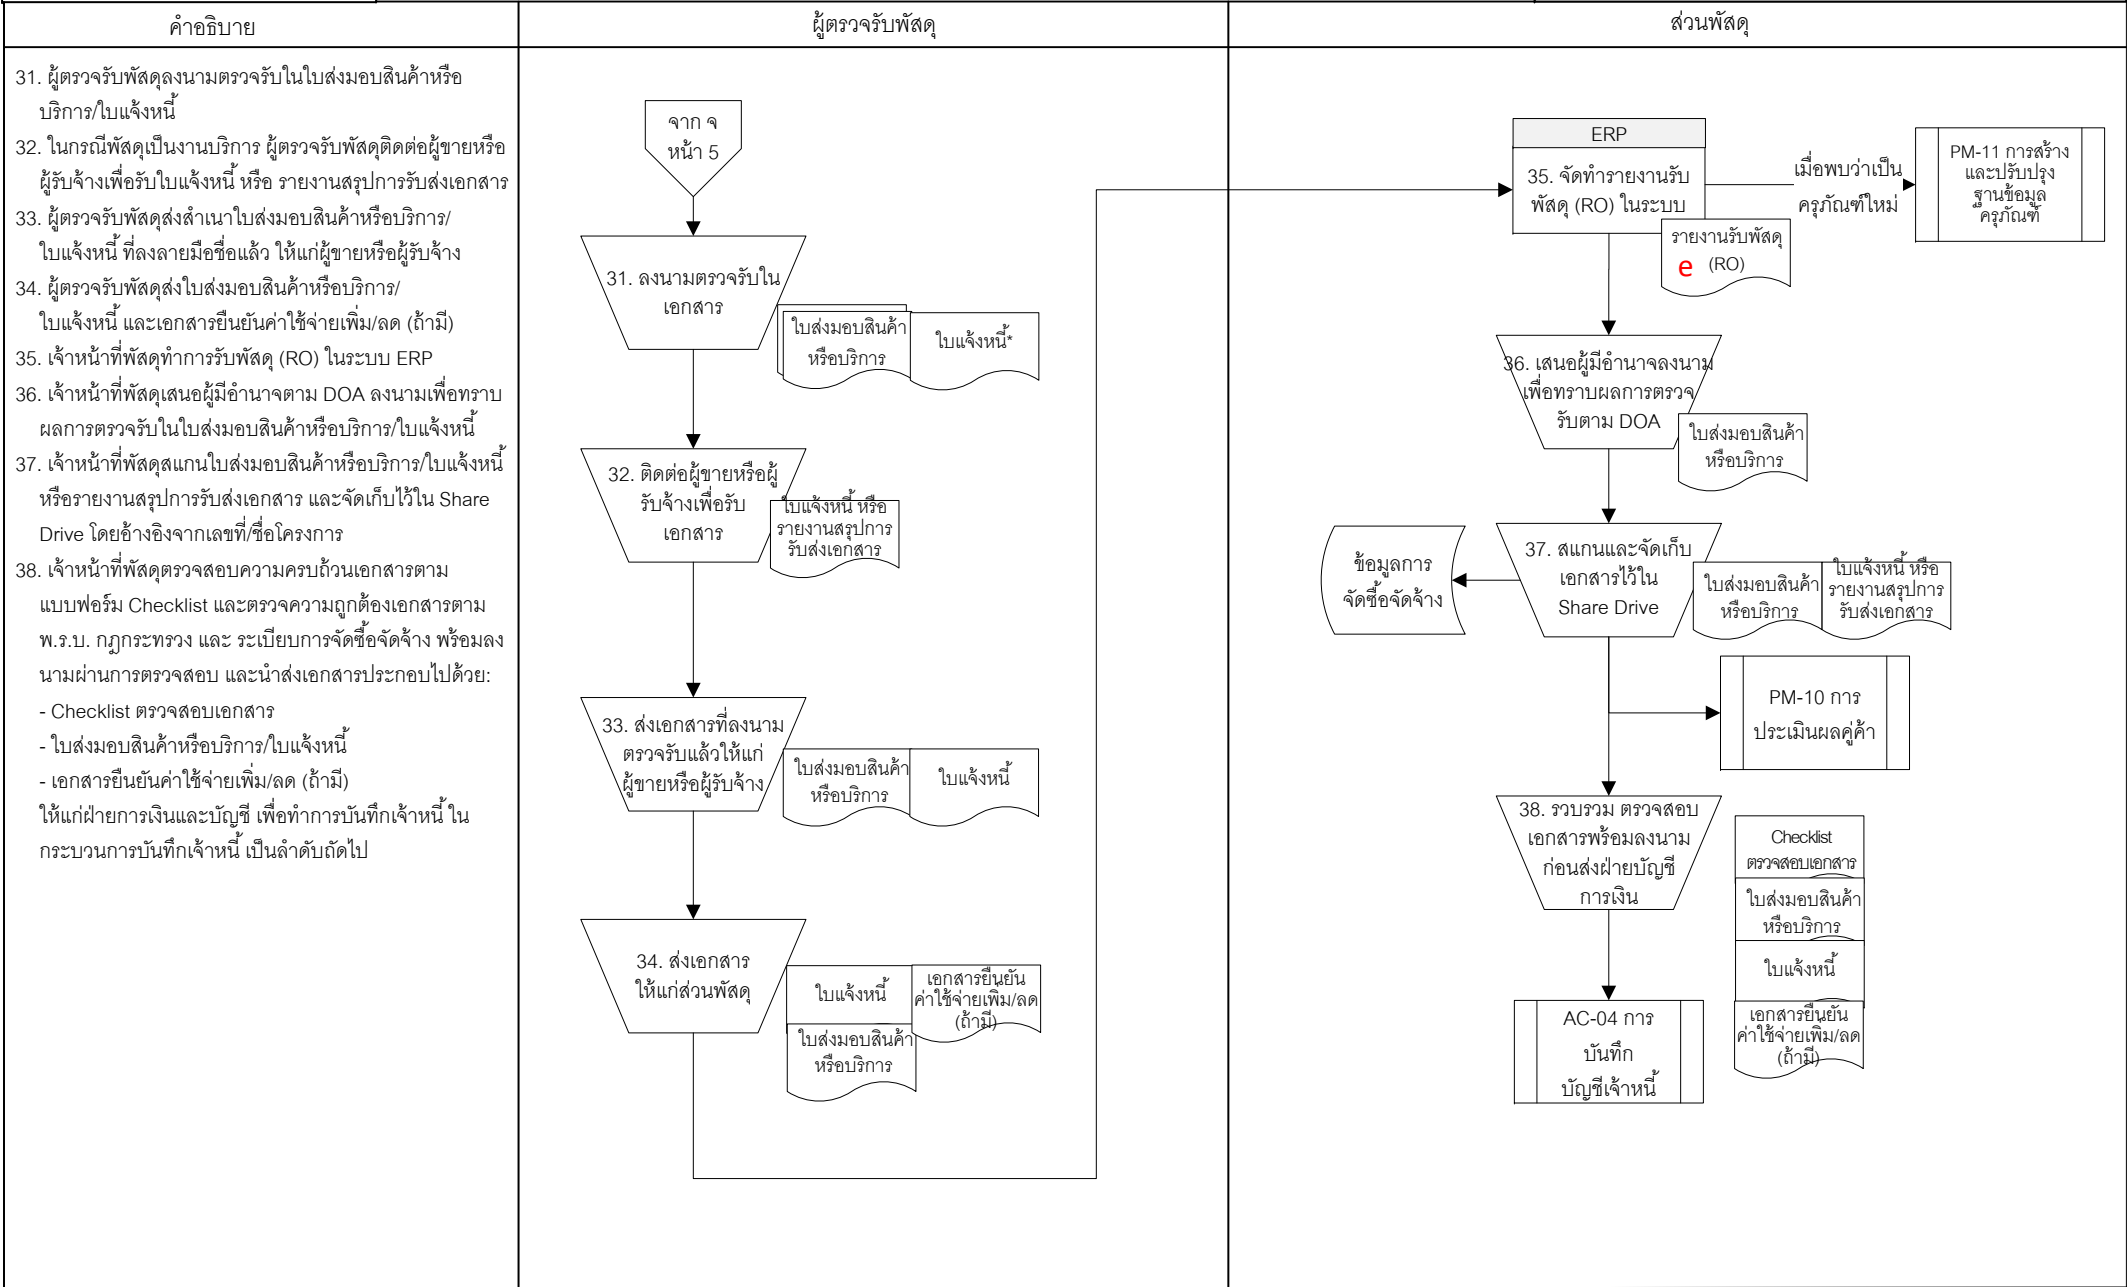 คำอธิบาย
ผู้ตรวจรับพัสดุ
ส่วนพัสดุ
31. ผู้ตรวจรับพัสดุลงนามตรวจรับในใบส่งมอบสินค้าหรือ
บริการ/ใบแจ้งหนี้
32. ในกรณีพัสดุเป็นงานบริการ ผู้ตรวจรับพัสดุติดต่อผู้ขายหรือ
ผู้รับจ้างเพื่อรับใบแจ้งหนี้ หรือ รายงานสรุปการรับส่งเอกสาร
33. ผู้ตรวจรับพัสดุส่งสำเนาใบส่งมอบสินค้าหรือบริการ/
ใบแจ้งหนี้ ที่ลงลายมือชื่อแล้ว ให้แก่ผู้ขายหรือผู้รับจ้าง
34. ผู้ตรวจรับพัสดุส่งใบส่งมอบสินค้าหรือบริการ/
ใบแจ้งหนี้ และเอกสารยืนยันค่าใช้จ่ายเพิ่ม/ลด (ถ้ามี)
35. เจ้าหน้าที่พัสดุทำการรับพัสดุ (RO) ในระบบ ERP
36. เจ้าหน้าที่พัสดุเสนอผู้มีอำนาจตาม DOA ลงนามเพื่อทราบ
ผลการตรวจรับในใบส่งมอบสินค้าหรือบริการ/ใบแจ้งหนี้
37. เจ้าหน้าที่พัสดุสแกนใบส่งมอบสินค้าหรือบริการ/ใบแจ้งหนี้
หรือรายงานสรุปการรับส่งเอกสาร และจัดเก็บไว้ใน Share
Drive โดยอ้างอิงจากเลขที่/ชื่อโครงการ
38. เจ้าหน้าที่พัสดุตรวจสอบความครบถ้วนเอกสารตาม
แบบฟอร์ม Checklist และตรวจความถูกต้องเอกสารตาม
พ.ร.บ. กฎกระทรวง และ ระเบียบการจัดซื้อจัดจ้าง พร้อมลง
นามผ่านการตรวจสอบ และนำส่งเอกสารประกอบไปด้วย:
- Checklist ตรวจสอบเอกสาร
- ใบส่งมอบสินค้าหรือบริการ/ใบแจ้งหนี้
- เอกสารยืนยันค่าใช้จ่ายเพิ่ม/ลด (ถ้ามี)
ให้แก่ฝ่ายการเงินและบัญชี เพื่อทำการบันทึกเจ้าหนี้ ใน
กระบวนการบันทึกเจ้าหนี้ เป็นลำดับถัดไป
จาก จ
หน้า 5
31. ลงนามตรวจรับใน
เอกสาร
ใบส่งมอบสินค้า
หรือบริการ
ใบแจ้งหนี้*
32. ติดต่อผู้ขายหรือผู้
รับจ้างเพื่อรับ
เอกสาร
ใบแจ้งหนี้ หรือ
รายงานสรุปการ
รับส่งเอกสาร
33. ส่งเอกสารที่ลงนาม
ตรวจรับแล้วให้แก่
ผู้ขายหรือผู้รับจ้าง
ใบส่งมอบสินค้า
หรือบริการ
ใบแจ้งหนี้
34. ส่งเอกสาร
ให้แก่ส่วนพัสดุ
ใบแจ้งหนี้
เอกสารยืนยัน
ค่าใช้จ่ายเพิ่ม/ลด
(ถ้ามี)
ใบส่งมอบสินค้า
หรือบริการ
ERP
35. จัดทำรายงานรับ
พัสดุ (RO) ในระบบ
เมื่อพบว่าเป็น
ครุภัณฑ์ใหม่
PM-11 การสร้าง
และปรับปรุง
ฐานข้อมูล
ครุภัณฑ์
รายงานรับพัสดุ
e (RO)
36. เสนอผู้มีอำนาจลงนาม
เพื่อทราบผลการตรวจ
รับตาม DOA
ใบส่งมอบสินค้า
หรือบริการ
37. สแกนและจัดเก็บ
เอกสารไว้ใน
Share Drive
ข้อมูลการ
จัดซื้อจัดจ้าง
ใบส่งมอบสินค้า
หรือบริการ
ใบแจ้งหนี้ หรือ
รายงานสรุปการ
รับส่งเอกสาร
PM-10 การ
ประเมินผลคู่ค้า
38. รวบรวม ตรวจสอบ
เอกสารพร้อมลงนาม
ก่อนส่งฝ่ายบัญชี
การเงิน
Checklist
ตรวจสอบเอกสาร
ใบส่งมอบสินค้า
หรือบริการ
ใบแจ้งหนี้
เอกสารยืนยัน
ค่าใช้จ่ายเพิ่ม/ลด
(ถ้ามี)
AC-04 การ
บันทึก
บัญชีเจ้าหนี้